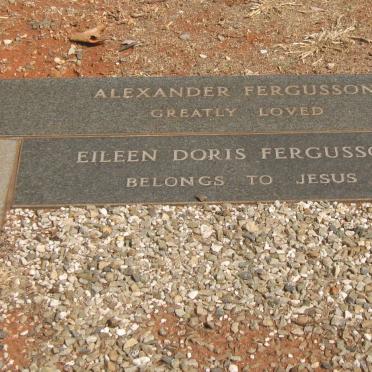 ALEXANDER FERGUSSON
GREATLY LOVED
EILEEN DORIS FERGUSSO
BELONGS TO JESUS